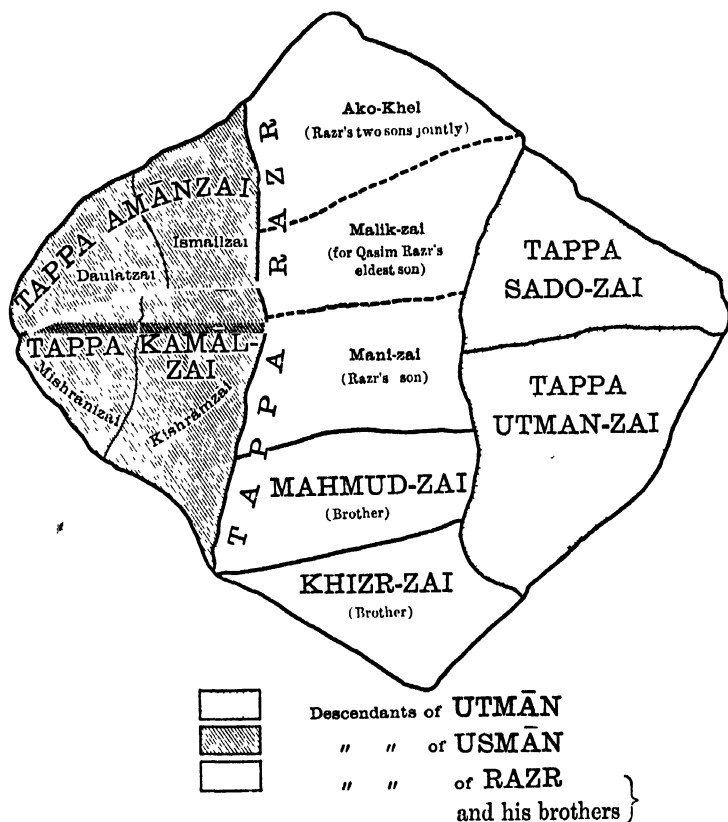 Ako-Khel
(Razr's two sons jointly)
TAPPA RAZR
TAPPA AMĀNZAI
Ismailzai
Daulatzai
Malik-zai
(for Qasim Razr's
eldest son)
TAPPA
SADO-ZAI
TAPPA KAMĀL-
ZAI
Mishranizai
Kishranzai
Mani-zai
(Razr's son)
TAPPA
UTMAN-ZAI
MAHMUD-ZAI
(Brother)
KHIZR-ZAI
(Brother)
Descendants of UTMĀN
" " of USMĀN
" " of RAZR
and his brothers }